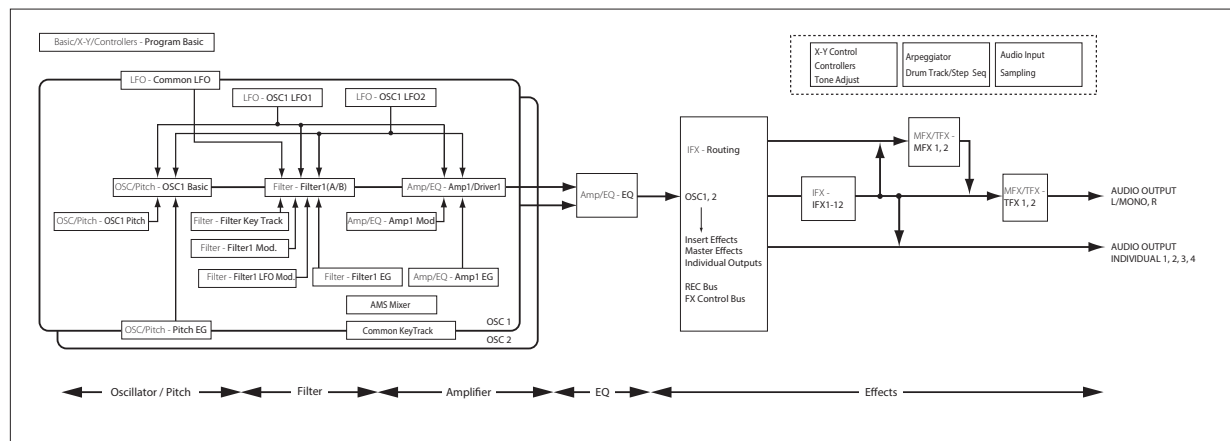 Basic/X-Y/Controllers - Program Basic
X-Y Control
Controllers
Tone Adjust
Arpeggiator
Drum Track/Step Seq
Audio Input
Sampling
LFO - Common LFO
LFO - OSC1 LFO1
LFO - OSC1 LFO2
OSC/Pitch - OSC1 Basic
Filter - Filter1(A/B)
Amp/EQ - Amp1/Driver1
OSC/Pitch - OSC1 Pitch
Filter - Filter Key Track
Amp/EQ - Amp1 Mod
Filter - Filter1 Mod.
Filter - Filter1 LFO Mod.
Filter - Filter1 EG
Amp/EQ - Amp1 EG
AMS Mixer
OSC/Pitch - Pitch EG
Common KeyTrack
OSC 1
OSC 2
Amp/EQ - EQ
IFX - Routing
OSC1, 2
Insert Effects
Master Effects
Individual Outputs
REC Bus
FX Control Bus
IFX -
IFX1-12
MFX/TFX -
MFX 1, 2
MFX/TFX -
TFX 1, 2
AUDIO OUTPUT
L/MONO, R
AUDIO OUTPUT
INDIVIDUAL 1, 2, 3, 4
Oscillator / Pitch
Filter
Amplifier
EQ
Effects